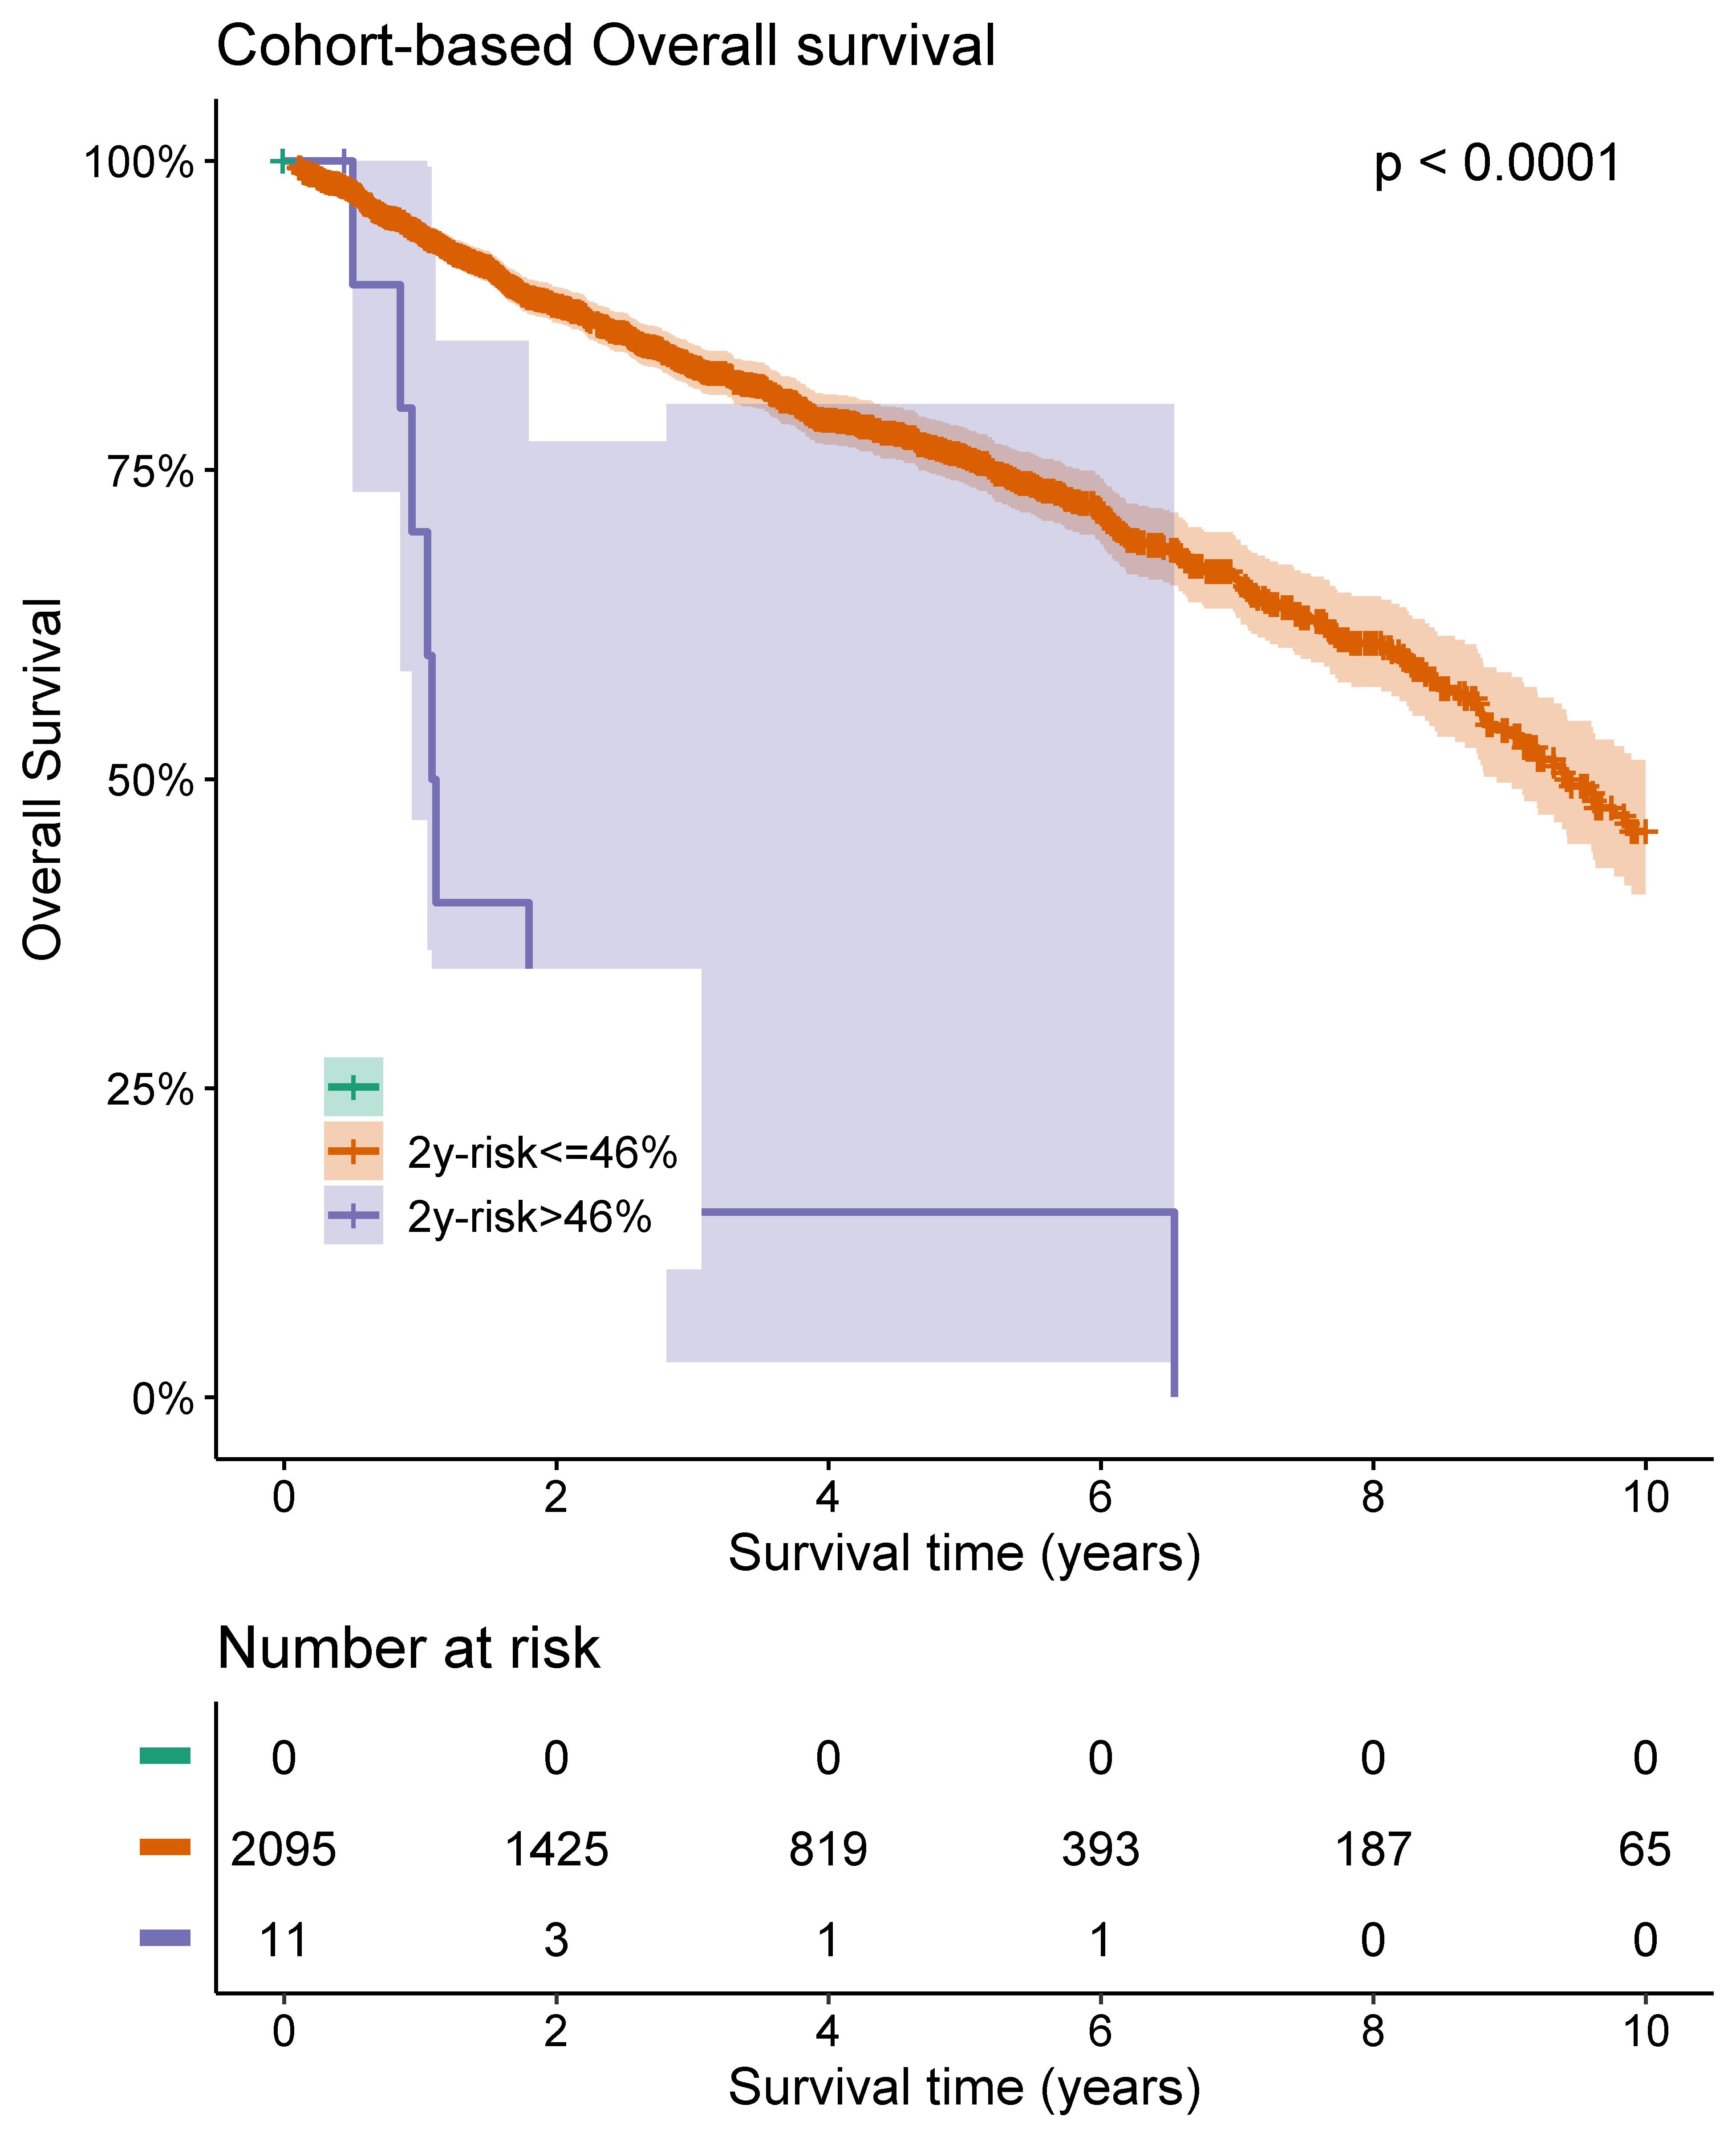 Cohort-based Overall survival
p < 0.0001
100%
75%
50%
25%
0%
Overall Survival
2y-risk<=46%
2y-risk>46%
0 2 4 6 8 10
Survival time (years)
Number at risk
0 0 0 0 0 0
2095 1425 819 393 187 65
11 3 1 1 0 0
0 2 4 6 8 10
Survival time (years)